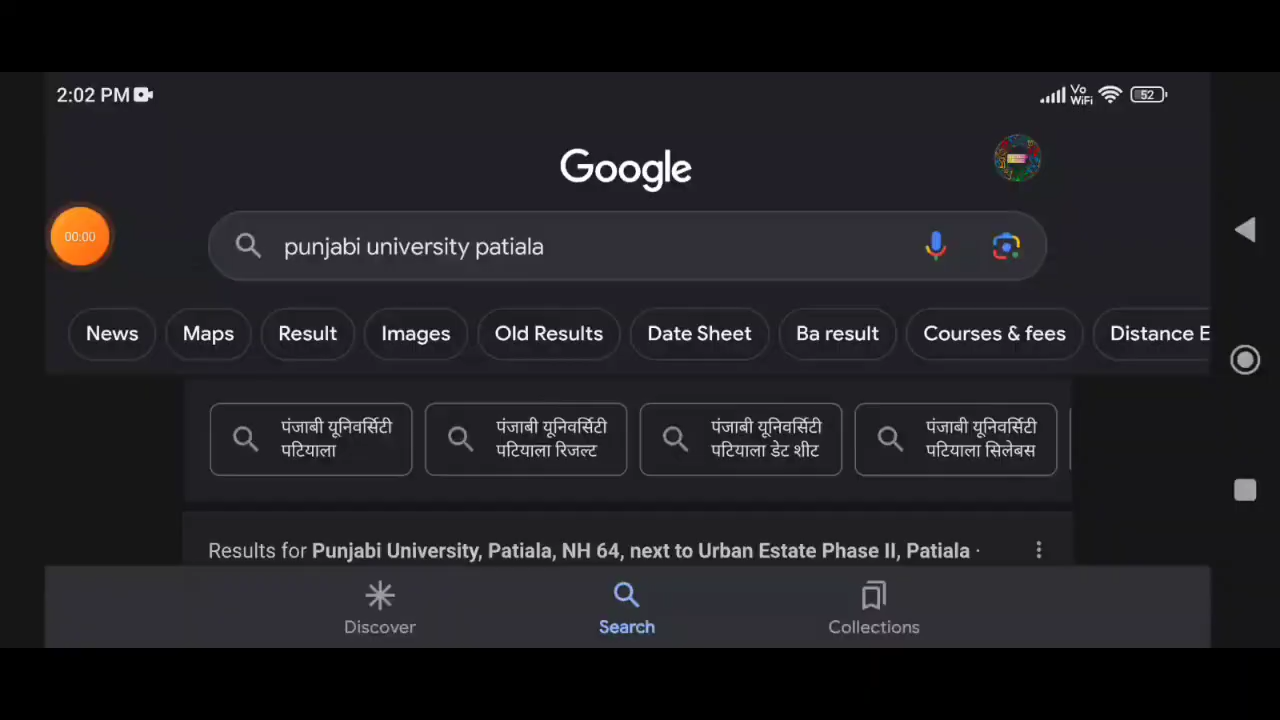 2:02 PM
Vo
WiFi
52
Google
00:00
punjabi university patiala
News
Maps
Result
Images
Old Results
Date Sheet
Ba result
Courses & fees
Distance E
पंजाबी यूनिवर्सिटी
पटियाला
पंजाबी यूनिवर्सिटी
पटियाला रिजल्ट
पंजाबी यूनिवर्सिटी
पटियाला डेट शीट
पंजाबी यूनिवर्सिटी
पटियाला सिलेबस
Results for Punjabi University, Patiala, NH 64, next to Urban Estate Phase II, Patiala ·
Discover
Search
Collections